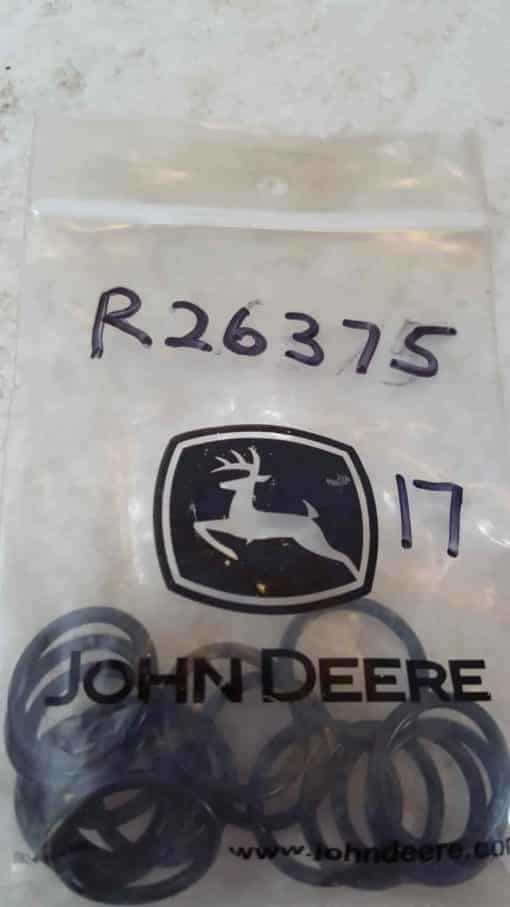 R26375
17
JOHN DEERE
www.johndeere.co